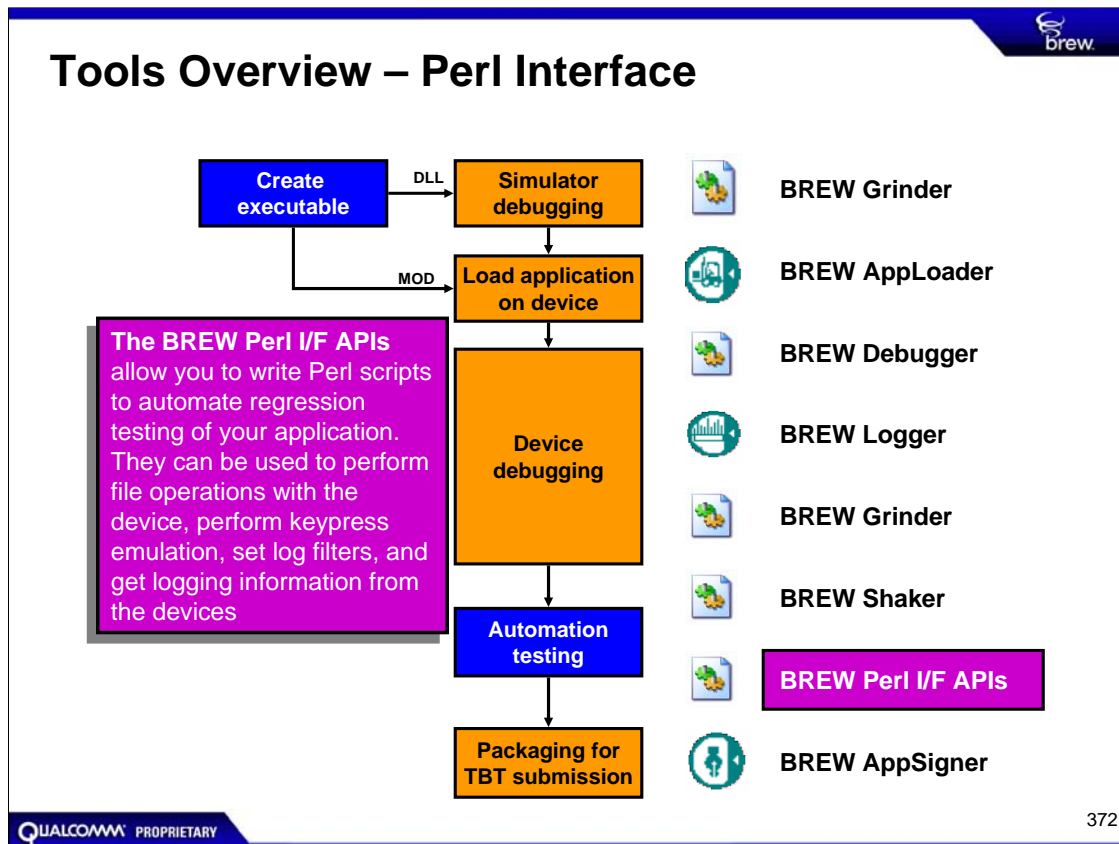 brew
Tools Overview – Perl Interface
Create
executable
DLL
Simulator
debugging
MOD
Load application
on device
The BREW Perl I/F APIs
allow you to write Perl scripts
to automate regression
testing of your application.
They can be used to perform
file operations with the
device, perform keypress
emulation, set log filters, and
get logging information from
the devices
Device
debugging
Automation
testing
Packaging for
TBT submission
BREW Grinder
BREW AppLoader
BREW Debugger
BREW Logger
BREW Grinder
BREW Shaker
BREW Perl I/F APIs
BREW AppSigner
QUALCOMM PROPRIETARY
372